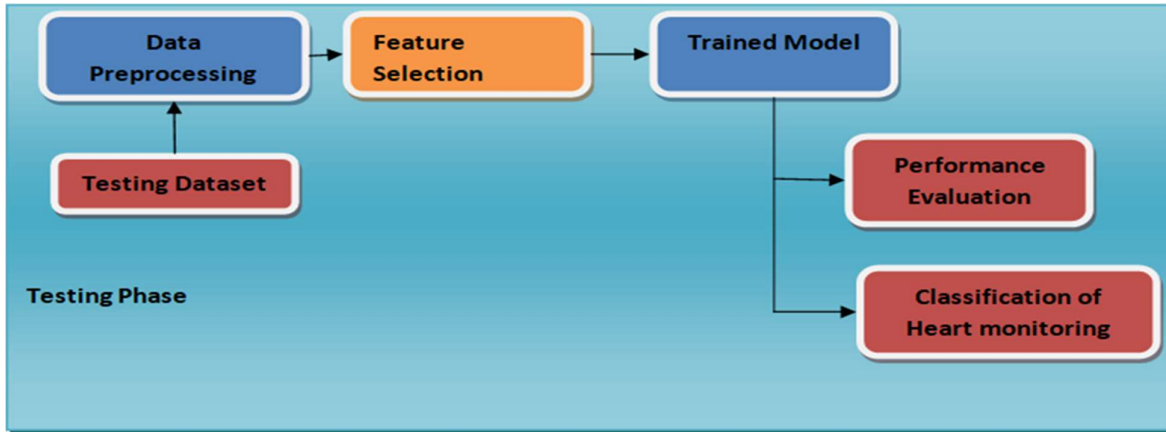 Data
Preprocessing
Feature
Selection
Trained Model
Testing Dataset
Performance
Evaluation
Testing Phase
Classification of
Heart monitoring